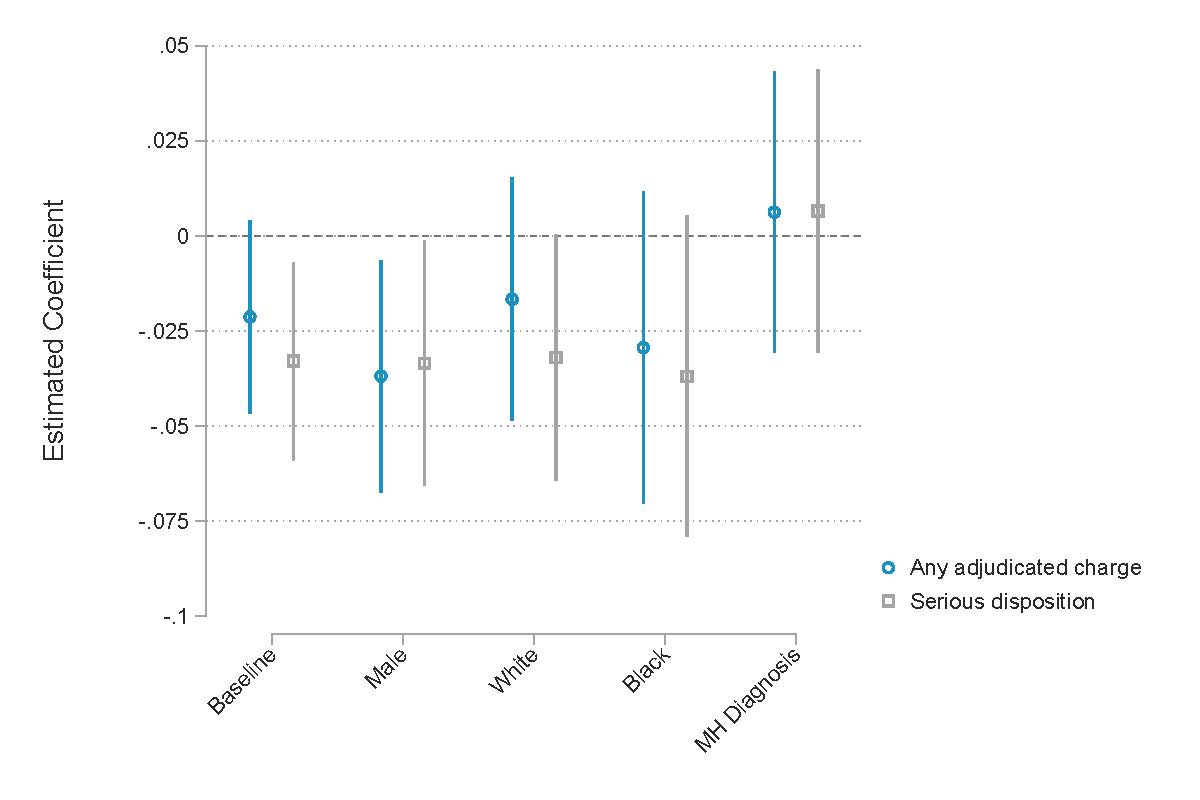 Estimated Coefficient
.05
.025
0
-.025
-.05
-.075
-.1
Baseline
Male
White
Black
MH Diagnosis
Any adjudicated charge
Serious disposition